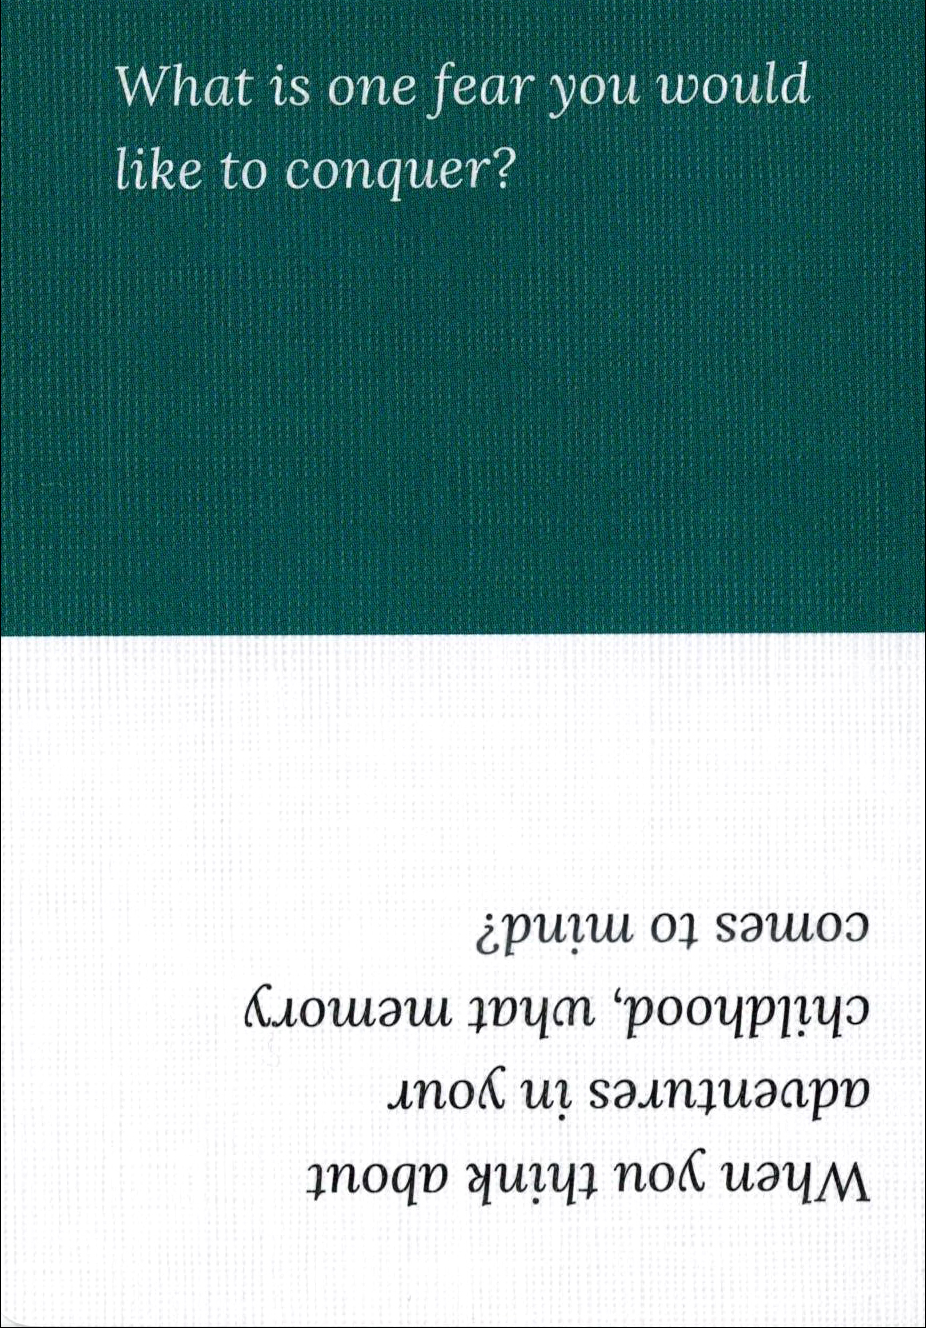 What is one fear you would
like to conquer?
When you think about
adventures in your
childhood, what memory
comes to mind?